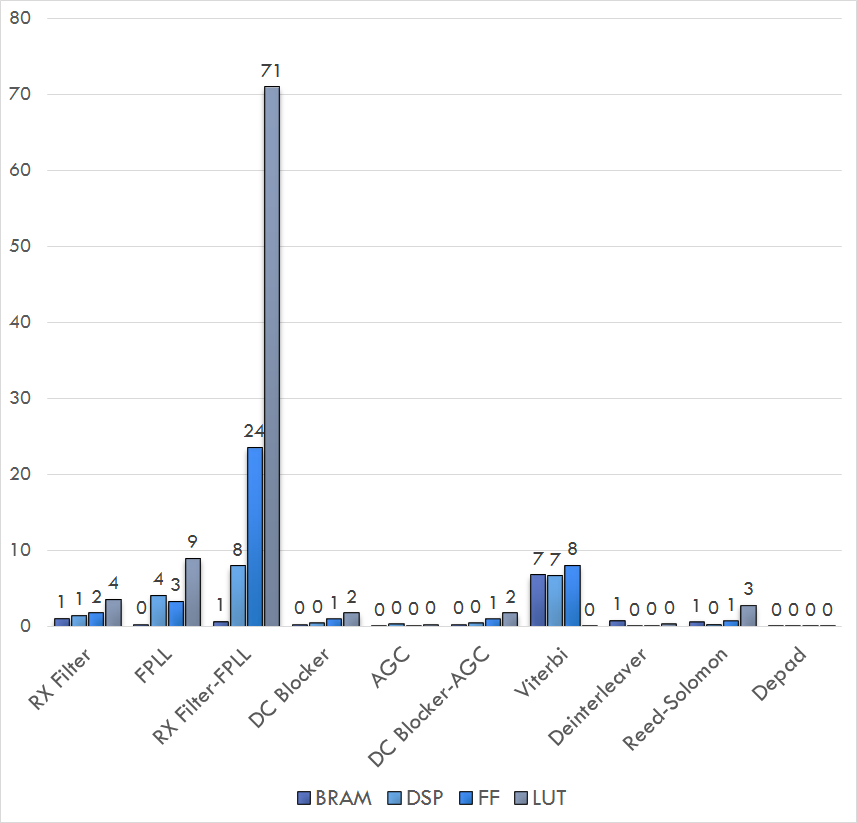 80
70
60
50
40
30
20
10
0
1 1 2 4
0 4 3 9
1 8 24 71
0 0 1 2
0 0 0 0
0 0 1 2
7 7 8 0
1 0 0 0
1 0 1 3
0 0 0 0
RX Filter
FPLL
RX Filter-FPLL
DC Blocker
AGC
DC Blocker-AGC
Viterbi
Deinterleaver
Reed-Solomon
Depad
BRAM DSP FF LUT